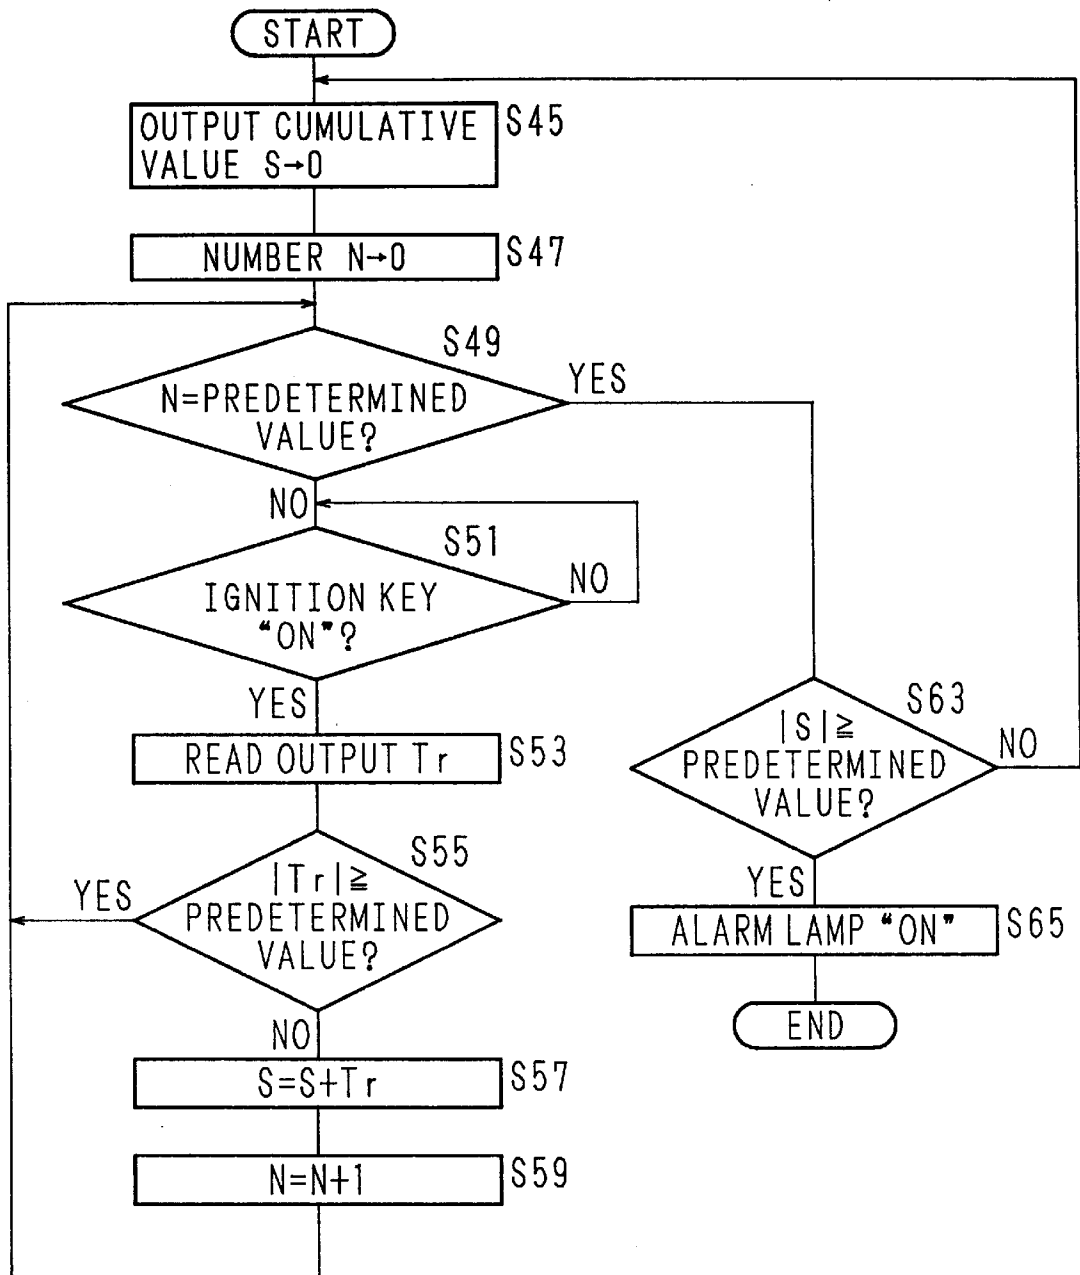 START
OUTPUT CUMULATIVE
VALUE S→0
S45
NUMBER N→0
S47
S49
N=PREDETERMINED
VALUE?
YES
NO
S51
IGNITION KEY
“ON”?
NO
YES
READ OUTPUT Tr
S53
S55
|Tr|≧
PREDETERMINED
VALUE?
YES
NO
S=S+Tr
S57
N=N+1
S59
S63
|S|≧
PREDETERMINED
VALUE?
NO
YES
ALARM LAMP “ON”
S65
END